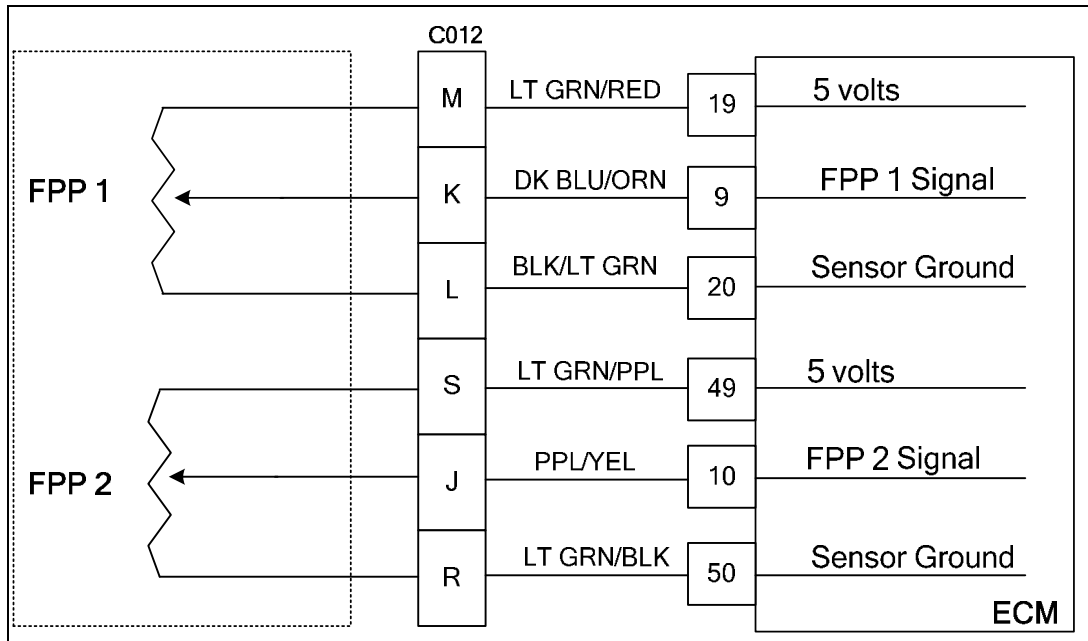 C012
M LT GRN/RED 19 5 volts
FPP 1 K DK BLU/ORN 9 FPP 1 Signal
L BLK/LT GRN 20 Sensor Ground
S LT GRN/PPL 49 5 volts
FPP 2 J PPL/YEL 10 FPP 2 Signal
R LT GRN/BLK 50 Sensor Ground
ECM